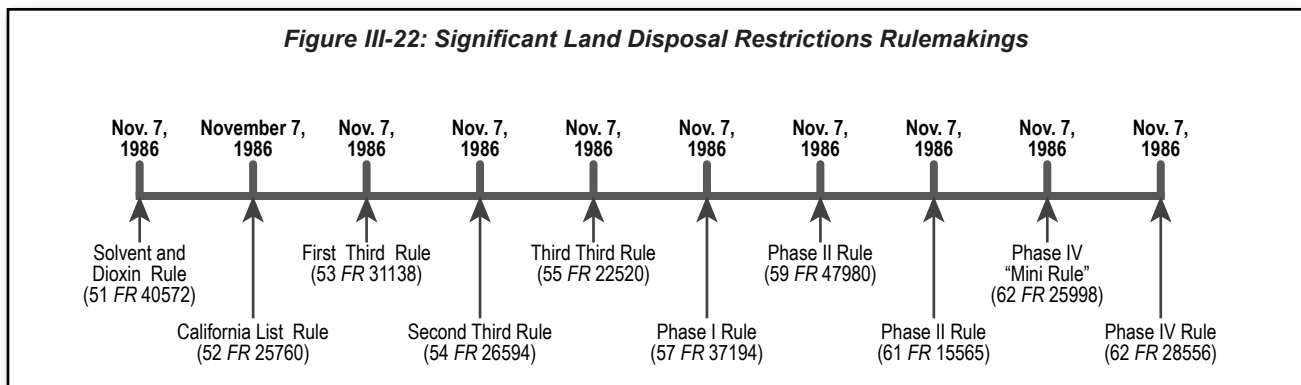 Figure III-22: Significant Land Disposal Restrictions Rulemakings
Nov. 7,
1986
November 7,
1986
Nov. 7,
1986
Nov. 7,
1986
Nov. 7,
1986
Nov. 7,
1986
Nov. 7,
1986
Nov. 7,
1986
Nov. 7,
1986
Nov. 7,
1986
Solvent and
Dioxin Rule
(51 FR 40572)
California List Rule
(52 FR 25760)
First Third Rule
(53 FR 31138)
Second Third Rule
(54 FR 26594)
Third Third Rule
(55 FR 22520)
Phase I Rule
(57 FR 37194)
Phase II Rule
(59 FR 47980)
Phase II Rule
(61 FR 15565)
Phase IV
“Mini Rule”
(62 FR 25998)
Phase IV Rule
(62 FR 28556)